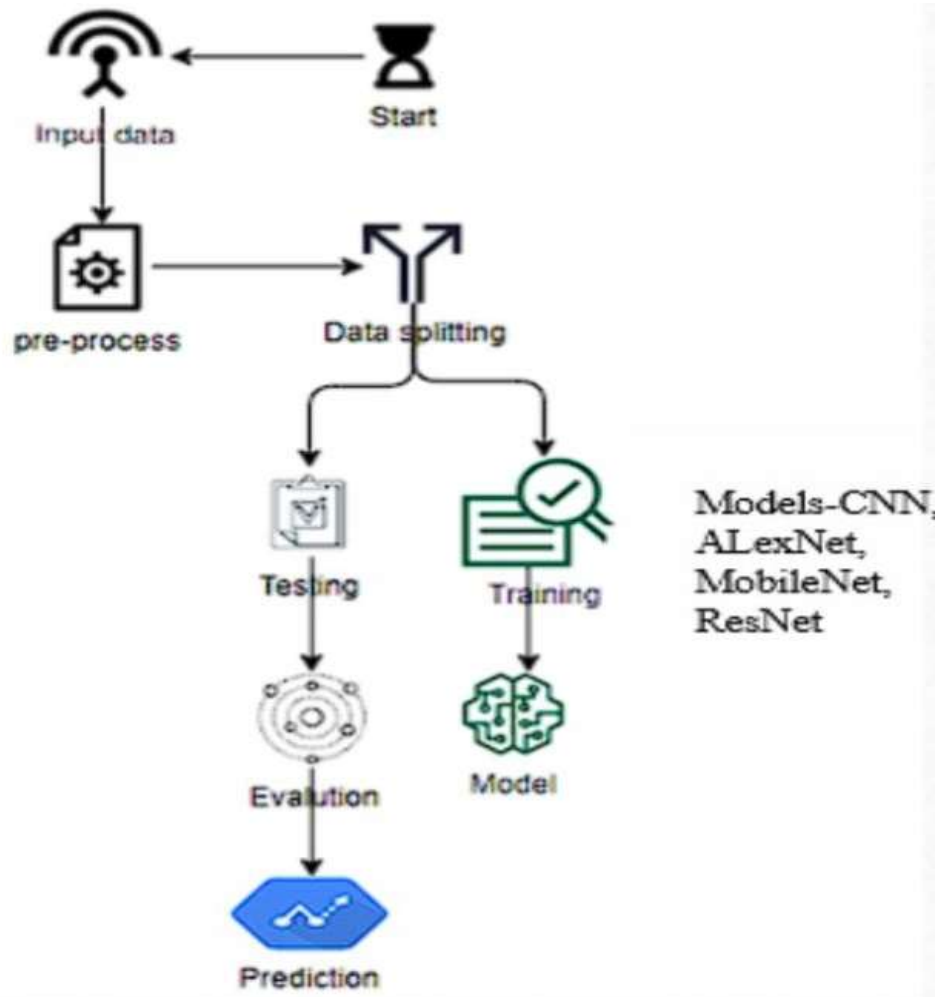 Start
Input data
pre-process
Data splitting
Testing
Training
Models-CNN,
ALexNet,
MobileNet,
ResNet
Evalution
Model
Prediction